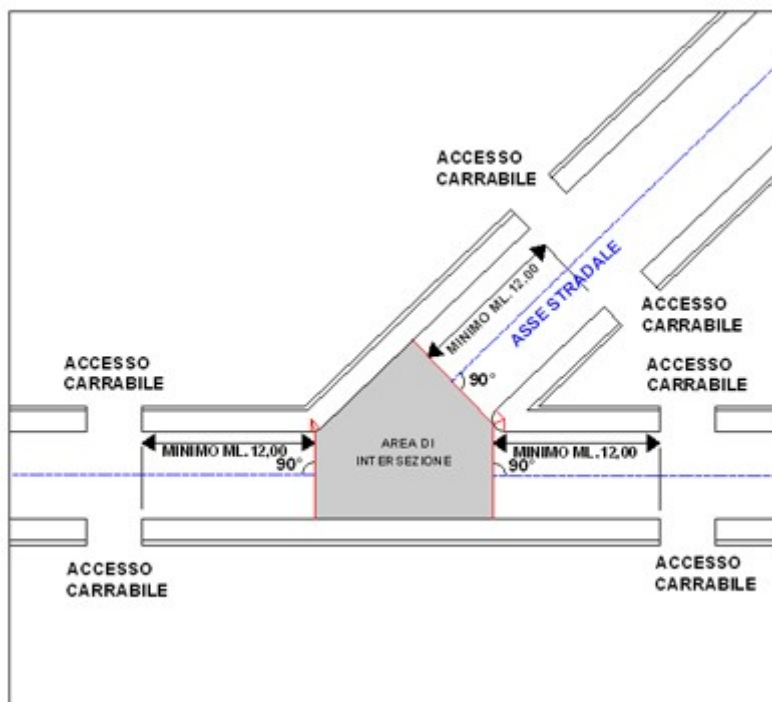 ACCESSO
CARRABILE
MINIMO ML. 12,00
ASSE STRADALE
90°
ACCESSO
CARRABILE
ACCESSO
CARRABILE
ACCESSO
CARRABILE
MINIMO ML. 12,00
90°
AREA DI
INTERSEZIONE
90°
MINIMO ML. 12,00
ACCESSO
CARRABILE
ACCESSO
CARRABILE